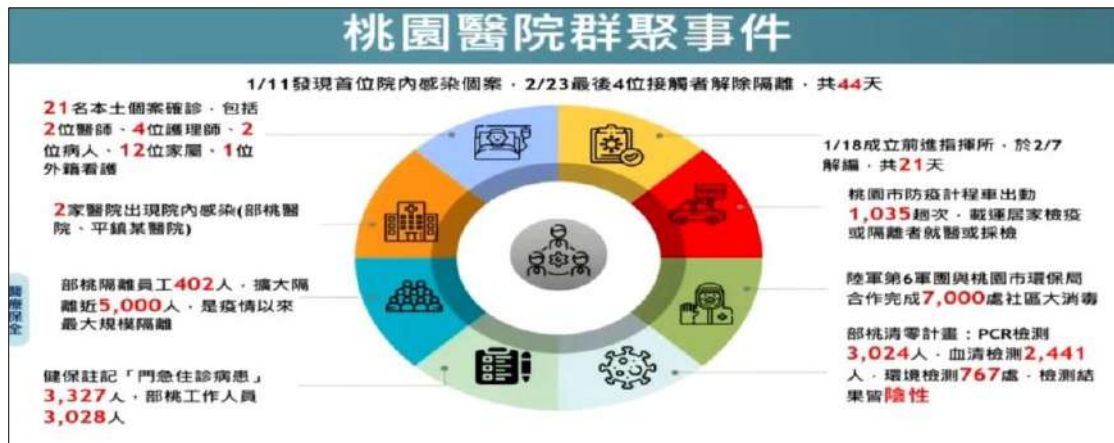 桃園醫院群聚事件
1/11發現首位院內感染個案，2/23最後4位接觸者解除隔離，共44天
21名本土個案確診，包括
2位醫師、4位護理師、2
位病人、12位家屬、1位
外籍看護
2家醫院出現院內感染(部桃醫
院、平鎮某醫院)
部桃隔離員工402人，擴大隔
離近5,000人，是疫情以來
最大規模隔離
健保註記「門急住診病患」
3,327人，部桃工作人員
3,028人
1/18成立前進指揮所，於2/7
解編，共21天
桃園市防疫計程車出動
1,035趟次，載運居家檢疫
或隔離者就醫或採檢
陸軍第6軍團與桃園市環保局
合作完成7,000處社區大消毒
部桃清零計畫：PCR檢測
3,024人，血清檢測2,441
人，環境檢測767處，檢測結
果皆陰性
醫療保全